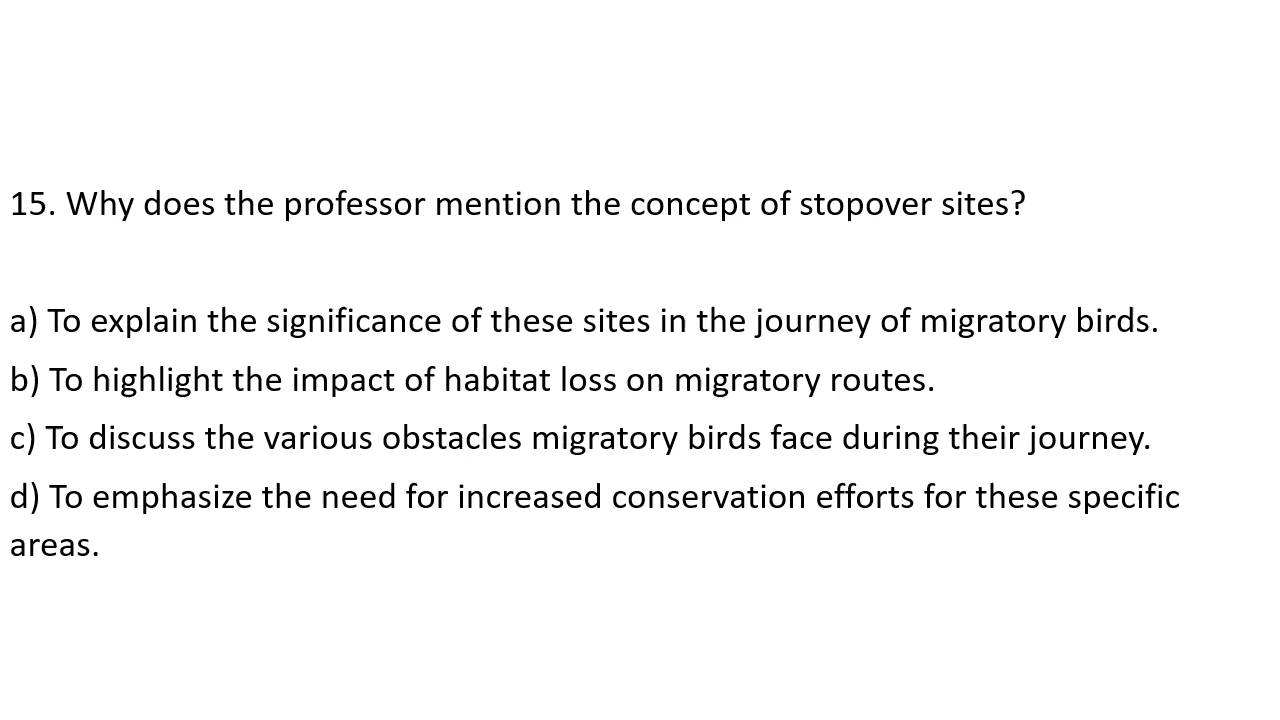 15. Why does the professor mention the concept of stopover sites?
a) To explain the significance of these sites in the journey of migratory birds.
b) To highlight the impact of habitat loss on migratory routes.
c) To discuss the various obstacles migratory birds face during their journey.
d) To emphasize the need for increased conservation efforts for these specific
areas.